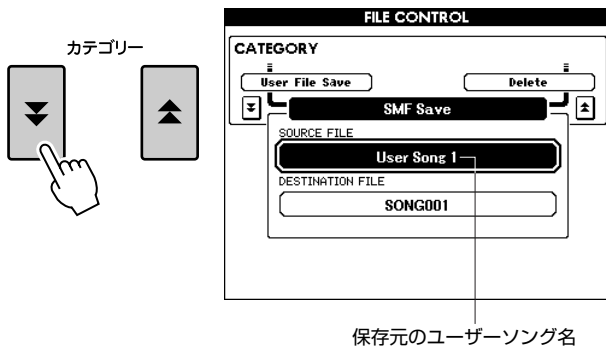 カテゴリー
FILE CONTROL
CATEGORY
User File Save
Delete
SMF Save
SOURCE FILE
User Song 1
DESTINATION FILE
SONG001
保存元のユーザーソング名